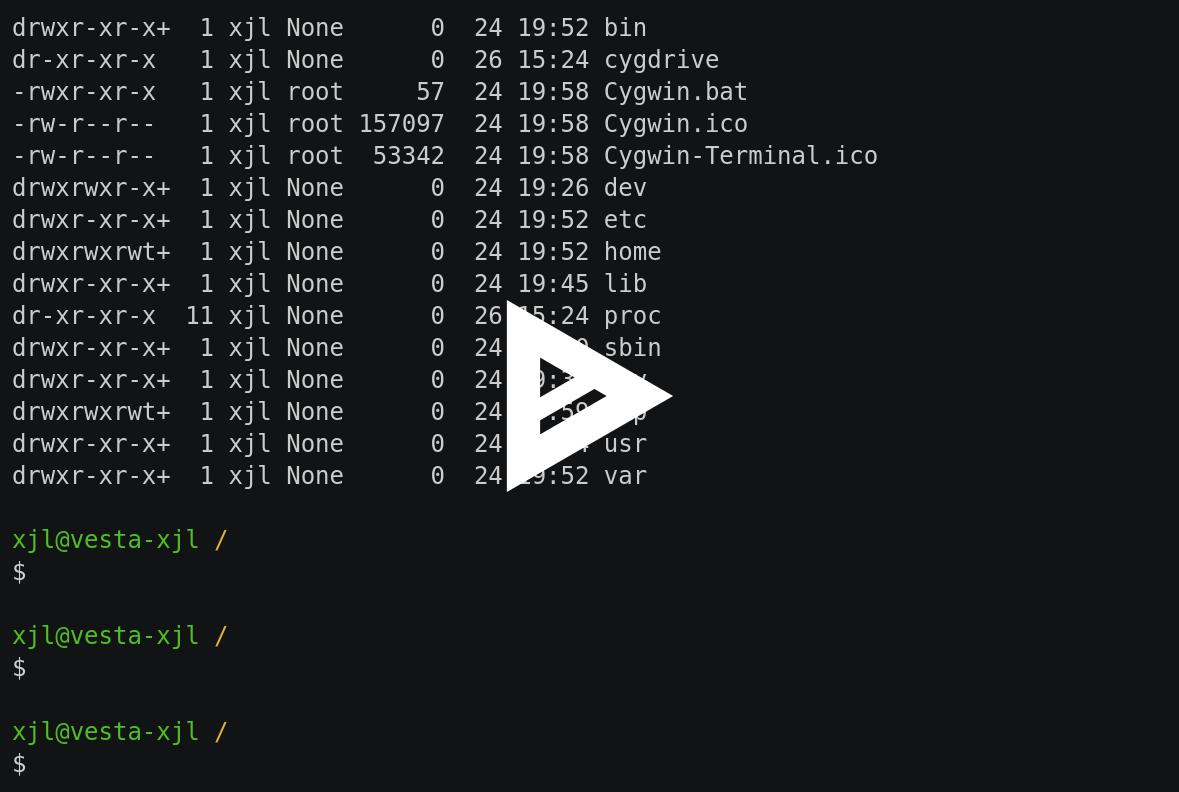 drwxr-xr-x+  1 xjl None      0  24 19:52 bin
dr-xr-xr-x   1 xjl None      0  26 15:24 cygdrive
-rwxr-xr-x   1 xjl root     57  24 19:58 Cygwin.bat
-rw-r--r--   1 xjl root 157097  24 19:58 Cygwin.ico
-rw-r--r--   1 xjl root  53342  24 19:58 Cygwin-Terminal.ico
drwxrwxr-x+  1 xjl None      0  24 19:26 dev
drwxr-xr-x+  1 xjl None      0  24 19:52 etc
drwxrwxrwt+  1 xjl None      0  24 19:52 home
drwxr-xr-x+  1 xjl None      0  24 19:45 lib
dr-xr-xr-x  11 xjl None      0  26 15:24 proc
drwxr-xr-x+  1 xjl None      0  24 sbin
drwxr-xr-x+  1 xjl None      0  24
drwxrwxrwt+  1 xjl None      0  24
drwxr-xr-x+  1 xjl None      0  24 usr
drwxr-xr-x+  1 xjl None      0  24 19:52 var
xjl@vesta-xjl /
$
xjl@vesta-xjl /
$
xjl@vesta-xjl /
$